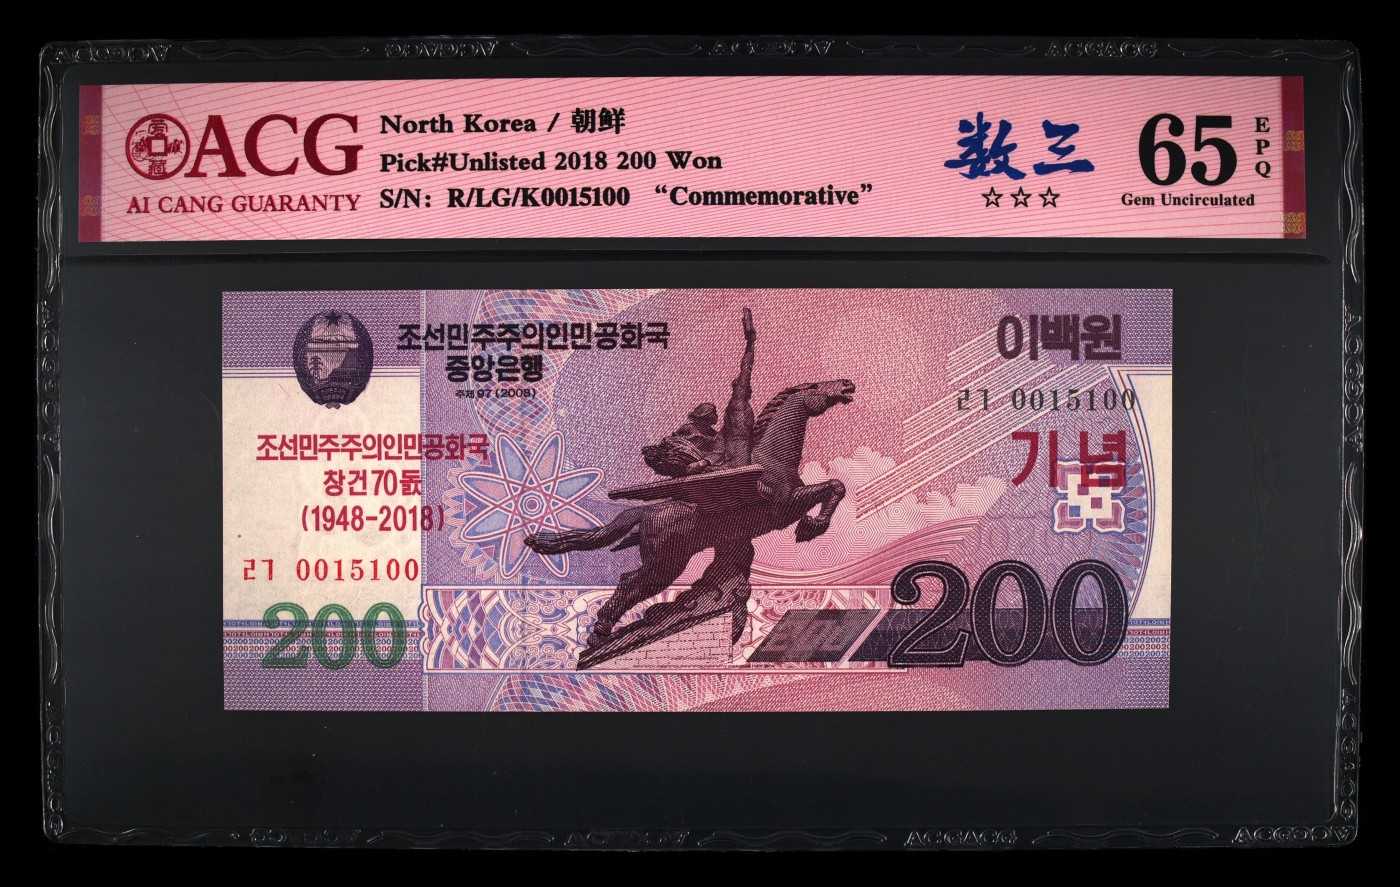 ACG
AI CANG GUARANTY
North Korea / 朝鲜
Pick#Unlisted 2018 200 Won
S/N: R/LG/K0015100 “Commemorative”
数三
☆☆☆
65
EPQ
Gem Uncirculated
조선민주주의인민공화국
중앙은행
주체97(2008)
이백원
ㄹㄱ 0015100
기념
조선민주주의인민공화국
창건70돐
(1948-2018)
ㄹㄱ 0015100
200
200